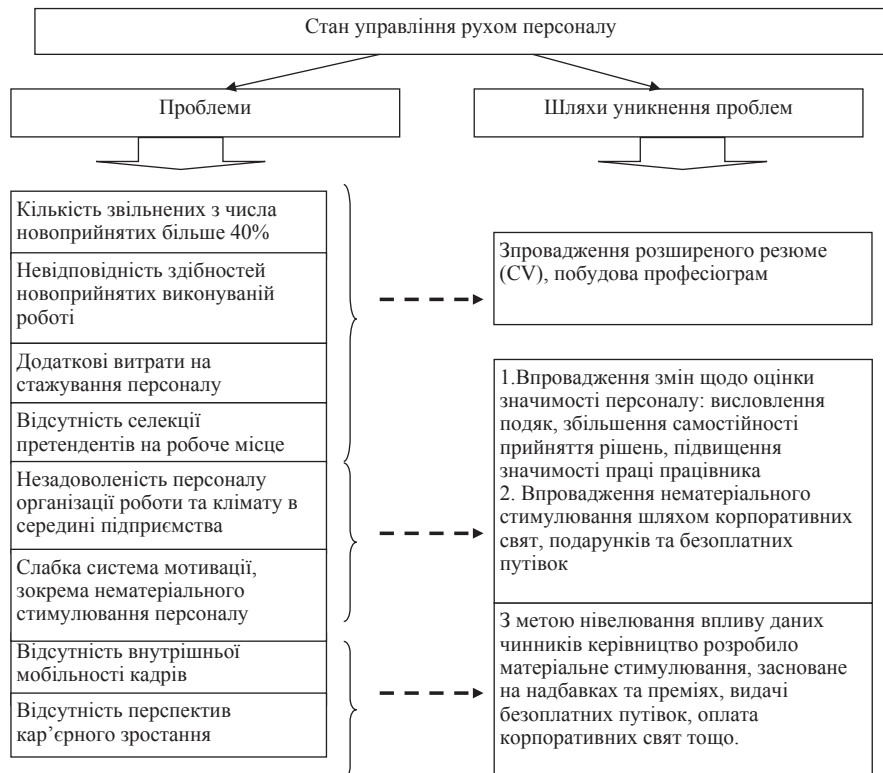 Стан управління рухом персоналу
Проблеми
Шляхи уникнення проблем
Кількість звільнених з числа
новоприйнятих більше 40%
Невідповідність здібностей
новоприйнятих виконуваній
роботі
Додаткові витрати на
стажування персоналу
Відсутність селекції
претендентів на робоче місце
Незадоволеність персоналу
організації роботи та клімату в
середині підприємства
Слабка система мотивації,
зокрема нематеріального
стимулювання персоналу
Відсутність внутрішньої
мобільності кадрів
Відсутність перспектив
кар’єрного зростання
Зпровадження розширеного резюме
(CV), побудова професіограм
1.Впровадження змін щодо оцінки
значимості персоналу: висловлення
подяк, збільшення самостійності
прийняття рішень, підвищення
значимості праці працівника
2. Впровадження нематеріального
стимулювання шляхом корпоративних
свят, подарунків та безоплатних
путівок
З метою нівелювання впливу даних
чинників керівництво розробило
матеріальне стимулювання, засноване
на надбавках та преміях, видачі
безоплатних путівок, оплата
корпоративних свят тощо.